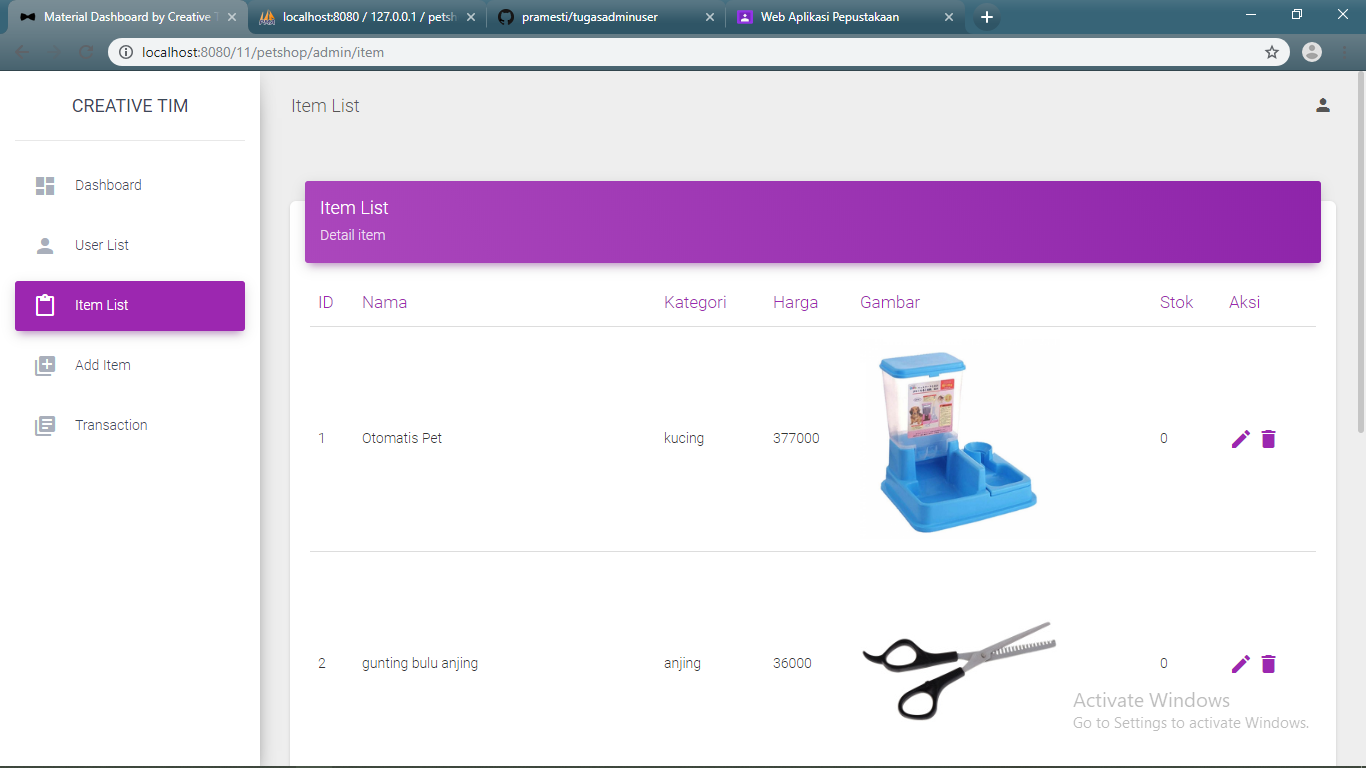 Material Dashboard by Creative T
localhost:8080 / 127.0.0.1 / petsh
pramesti/tugasadminuser
Web Aplikasi Pepustakaan
localhost:8080/11/petshop/admin/item
CREATIVE TIM
Item List
Dashboard
User List
Item List
Add Item
Transaction
Item List
Detail item
ID Nama Kategori Harga Gambar Stok Aksi
1 Otomatis Pet kucing 377000 0
2 gunting bulu anjing anjing 36000 0
Activate Windows
Go to Settings to activate Windows.